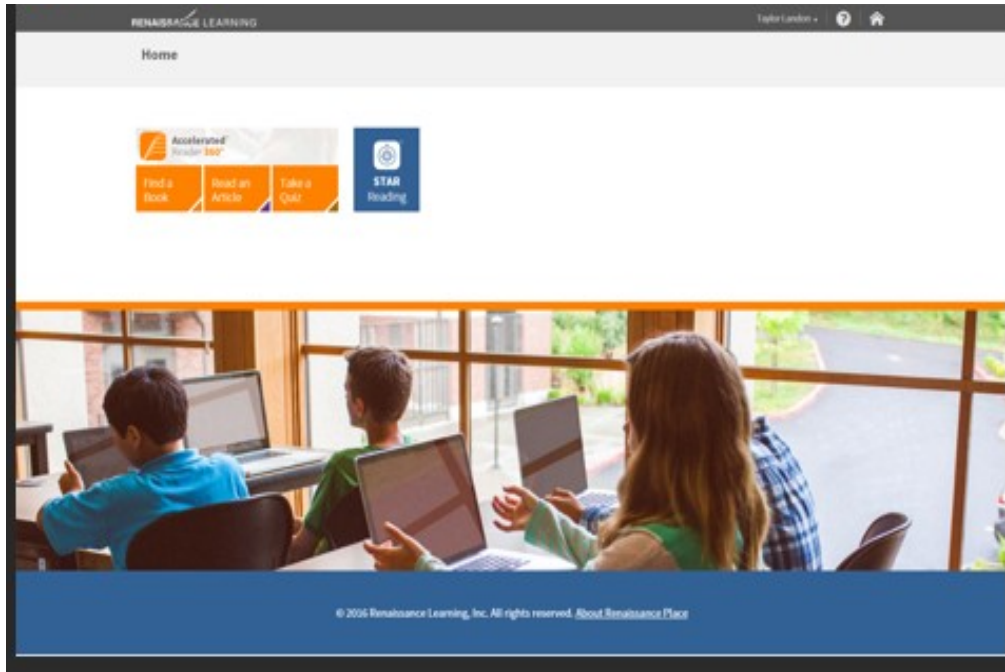 RENAISSANCE LEARNING
Taylor Landon
Home
Accelerated
Reader 360°
Find a
Book
Read an
Article
Take a
Quiz
STAR
Reading
© 2016 Renaissance Learning, Inc. All rights reserved. About Renaissance Place